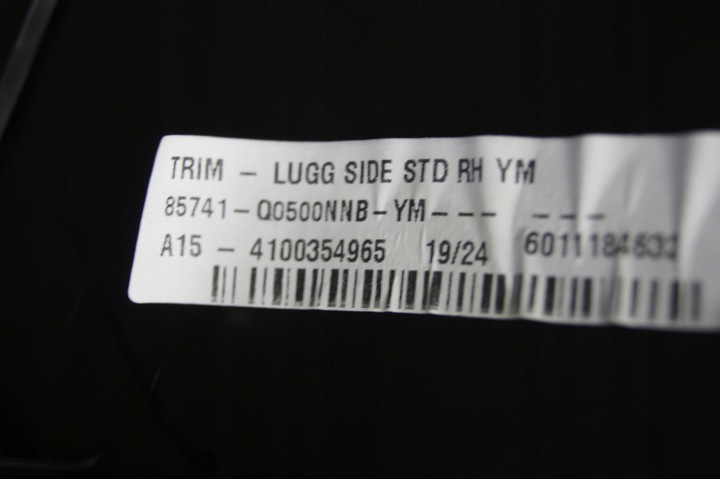 TRIM - LUGG SIDE STD RH YM
85741-Q0500NNB-YM--- ---
A15 - 4100354965 19/24